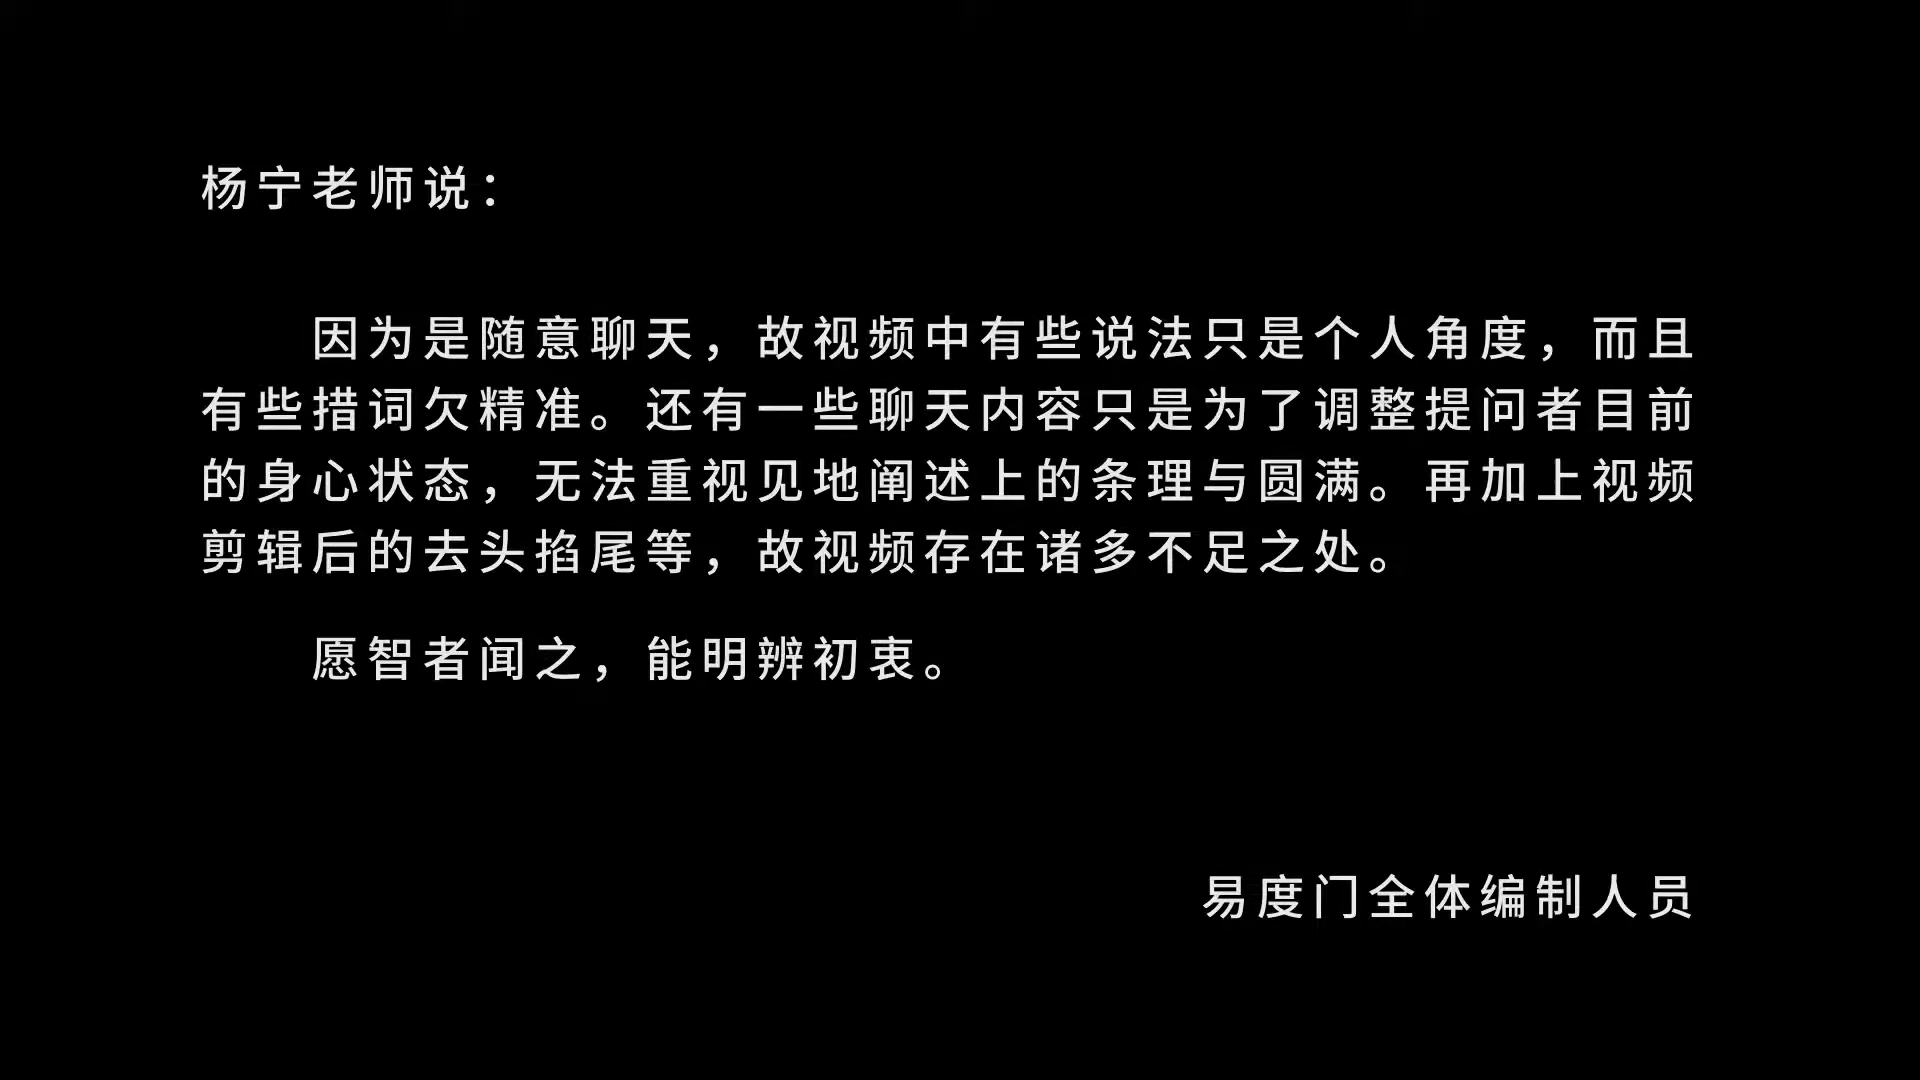 杨宁老师说：
因为是随意聊天，故视频中有些说法只是个人角度，而且
有些措词欠精准。还有一些聊天内容只是为了调整提问者目前
的身心状态，无法重视见地阐述上的条理与圆满。再加上视频
剪辑后的去头掐尾等，故视频存在诸多不足之处。
愿智者闻之，能明辨初衷。
易度门全体编制人员